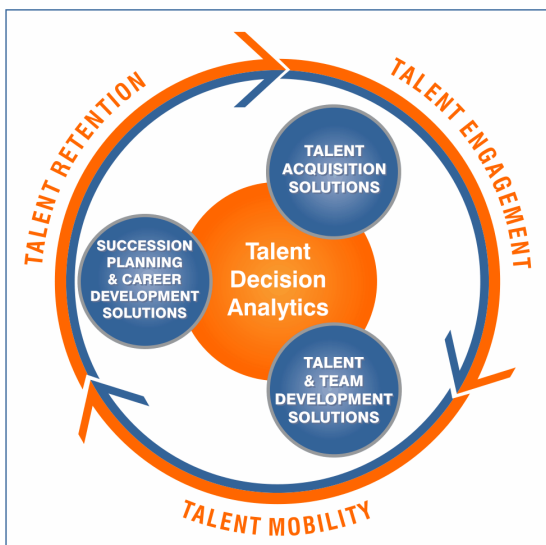 TALENT RETENTION
TALENT ENGAGEMENT
TALENT
ACQUISITION
SOLUTIONS
SUCCESSION
PLANNING
& CAREER
DEVELOPMENT
SOLUTIONS
Talent
Decision
Analytics
TALENT
& TEAM
DEVELOPMENT
SOLUTIONS
TALENT MOBILITY